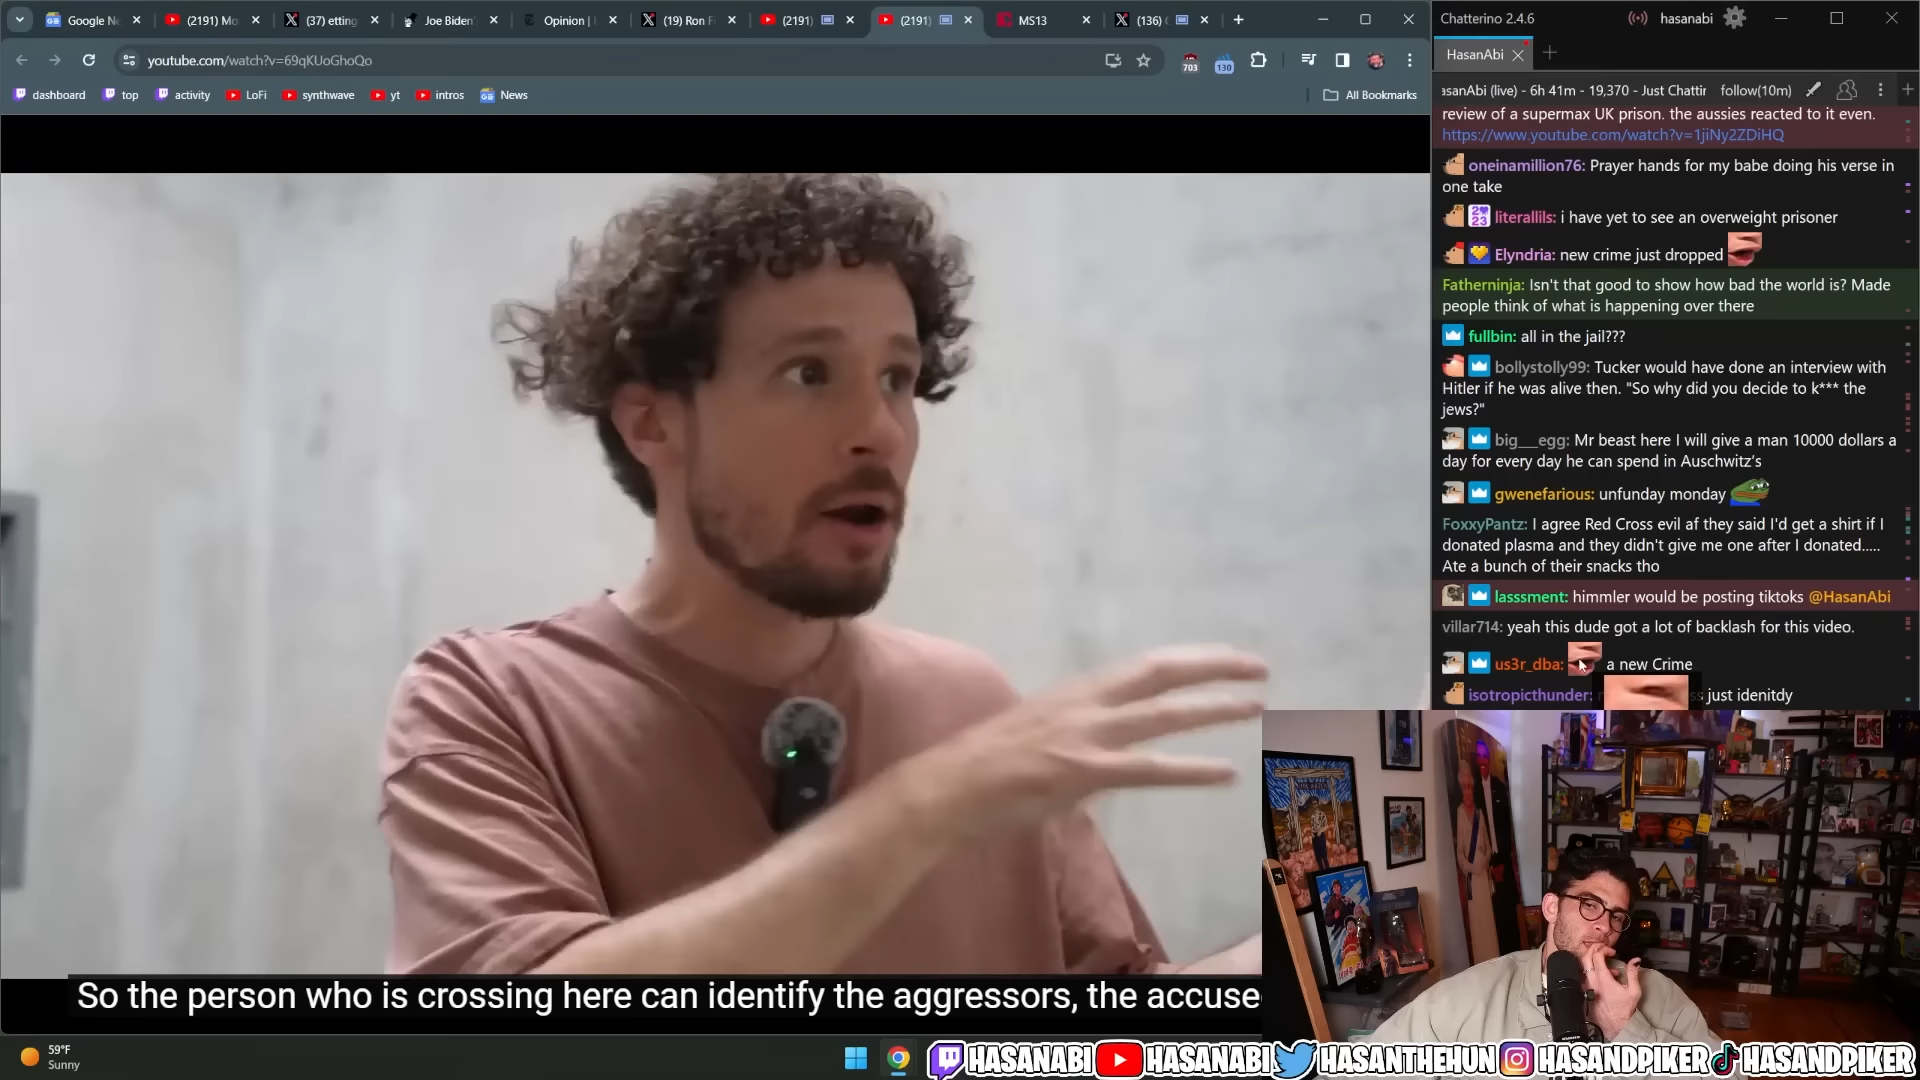 Google Ne
(2191) Mo
(37) etting
Joe Biden'
Opinion |
(19) Ron F
(2191)
(2191)
MS13
(136)
youtube.com/watch?v=69qKUoGhoQo
703
130
dashboard
top
activity
LoFi
synthwave
yt
intros
News
All Bookmarks
So the person who is crossing here can identify the aggressors, the accuse
59°F
Sunny
Chatterino 2.4.6
hasanabi
HasanAbi
asanAbi (live) - 6h 41m - 19,370 - Just Chattir
follow(10m)
review of a supermax UK prison. the aussies reacted to it even.
https://www.youtube.com/watch?v=1jiNy2ZDiHQ
oneinamillion76: Prayer hands for my babe doing his verse in
one take
literallils: i have yet to see an overweight prisoner
Elyndria: new crime just dropped
Fatherninja: Isn't that good to show how bad the world is? Made
people think of what is happening over there
fullbin: all in the jail???
bollystolly99: Tucker would have done an interview with
Hitler if he was alive then. "So why did you decide to k*** the
jews?"
big___egg: Mr beast here I will give a man 10000 dollars a
day for every day he can spend in Auschwitz's
gwenefarious: unfunday monday
FoxxyPantz: I agree Red Cross evil af they said I'd get a shirt if I
donated plasma and they didn't give me one after I donated.....
Ate a bunch of their snacks tho
lasssment: himmler would be posting tiktoks @HasanAbi
villar714: yeah this dude got a lot of backlash for this video.
us3r_dba: a new Crime
isotropicthunder: just idenitdy
HASANABI
HASANABI
HASANTHEHUN
HASANDPIKER
HASANDPIKER